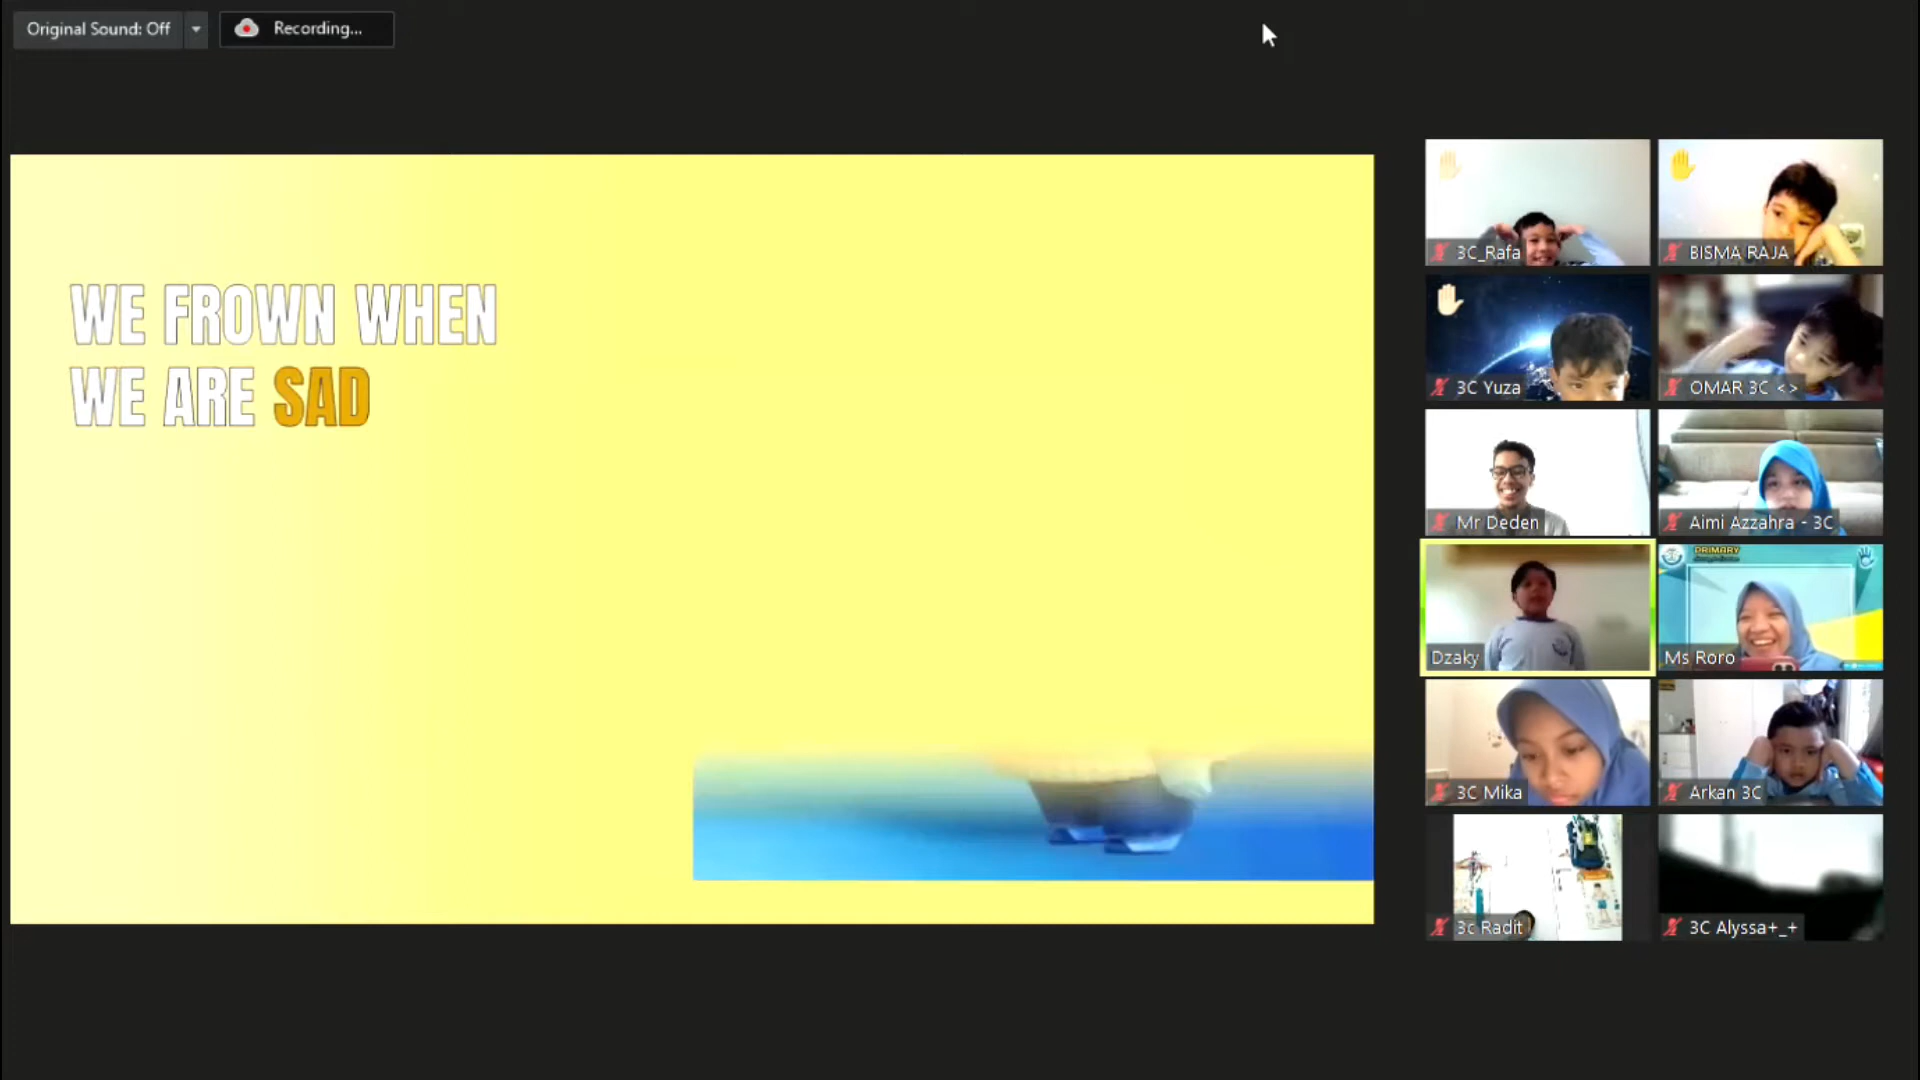 Original Sound: Off
Recording...
WE FROWN WHEN
WE ARE SAD
3C_Rafa
BISMA RAJA
3C Yuza
OMAR 3C <>
Mr Deden
Aimi Azzahra - 3C
Dzaky
PRIMARY
Ms Roro
3C Mika
Arkan 3C
3c Radit
3C Alyssa+_+